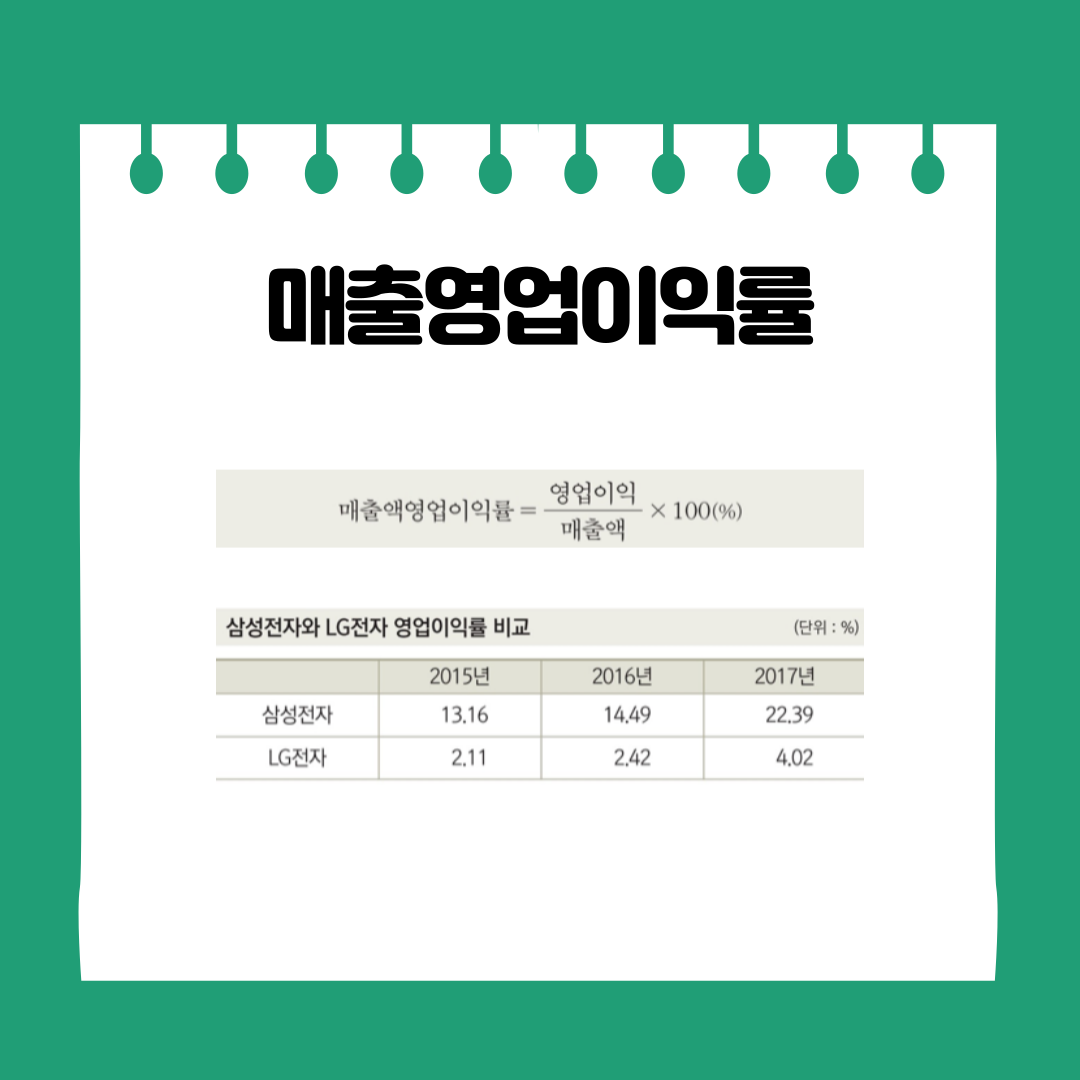 매출영업이익률
매출액영업이익률 = 영업이익 / 매출액 × 100(%)
삼성전자와 LG전자 영업이익률 비교 (단위 : %)
2015년 2016년 2017년
삼성전자 13.16 14.49 22.39
LG전자 2.11 2.42 4.02